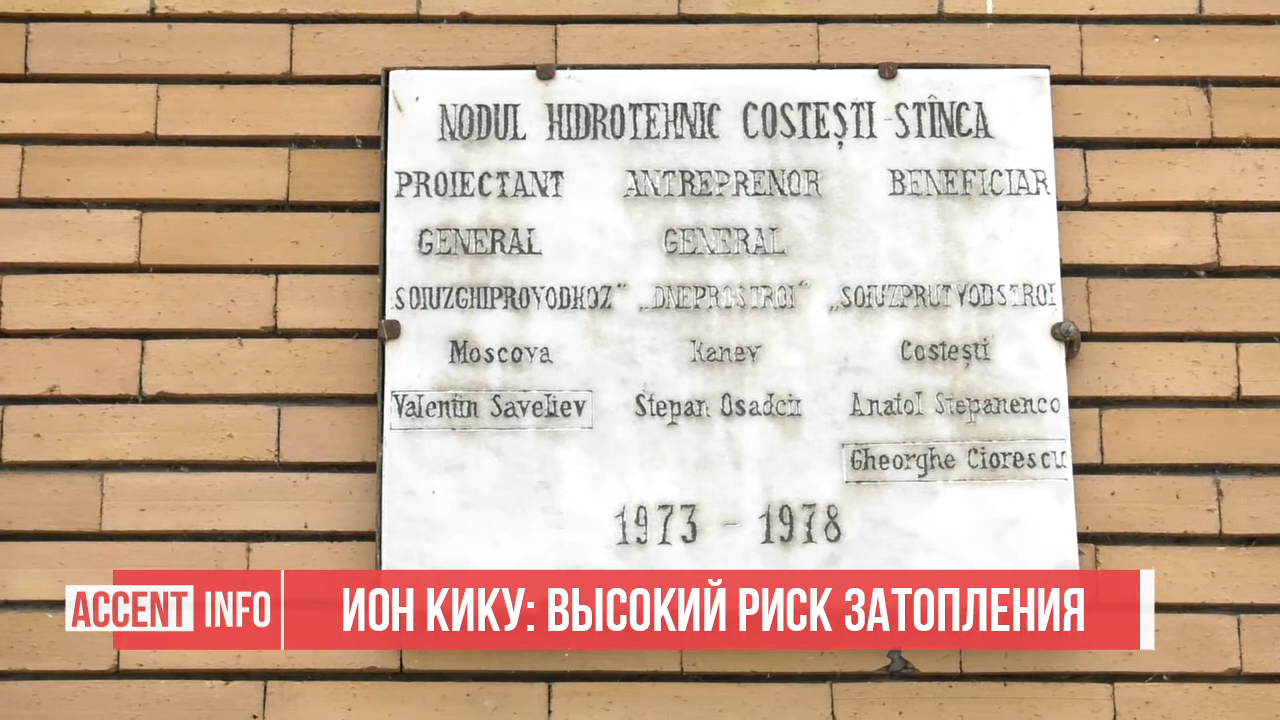 NODUL HIDROTEHNIC COSTEȘTI-STÎNCA
PROIECTANT ANTREPRENOR BENEFICIAR
GENERAL GENERAL
„SOIUZGHIPROVODHOZ” „DNEPROSTROI” „SOIUZPRUTVODSTROI
Moscova Kanev Costești
Valentin Saveliev Stepan Osadcii Anatol Stepanenco
Gheorghe Ciorescu
1973 - 1978
ACCENT INFO
ИОН КИКУ: ВЫСОКИЙ РИСК ЗАТОПЛЕНИЯ